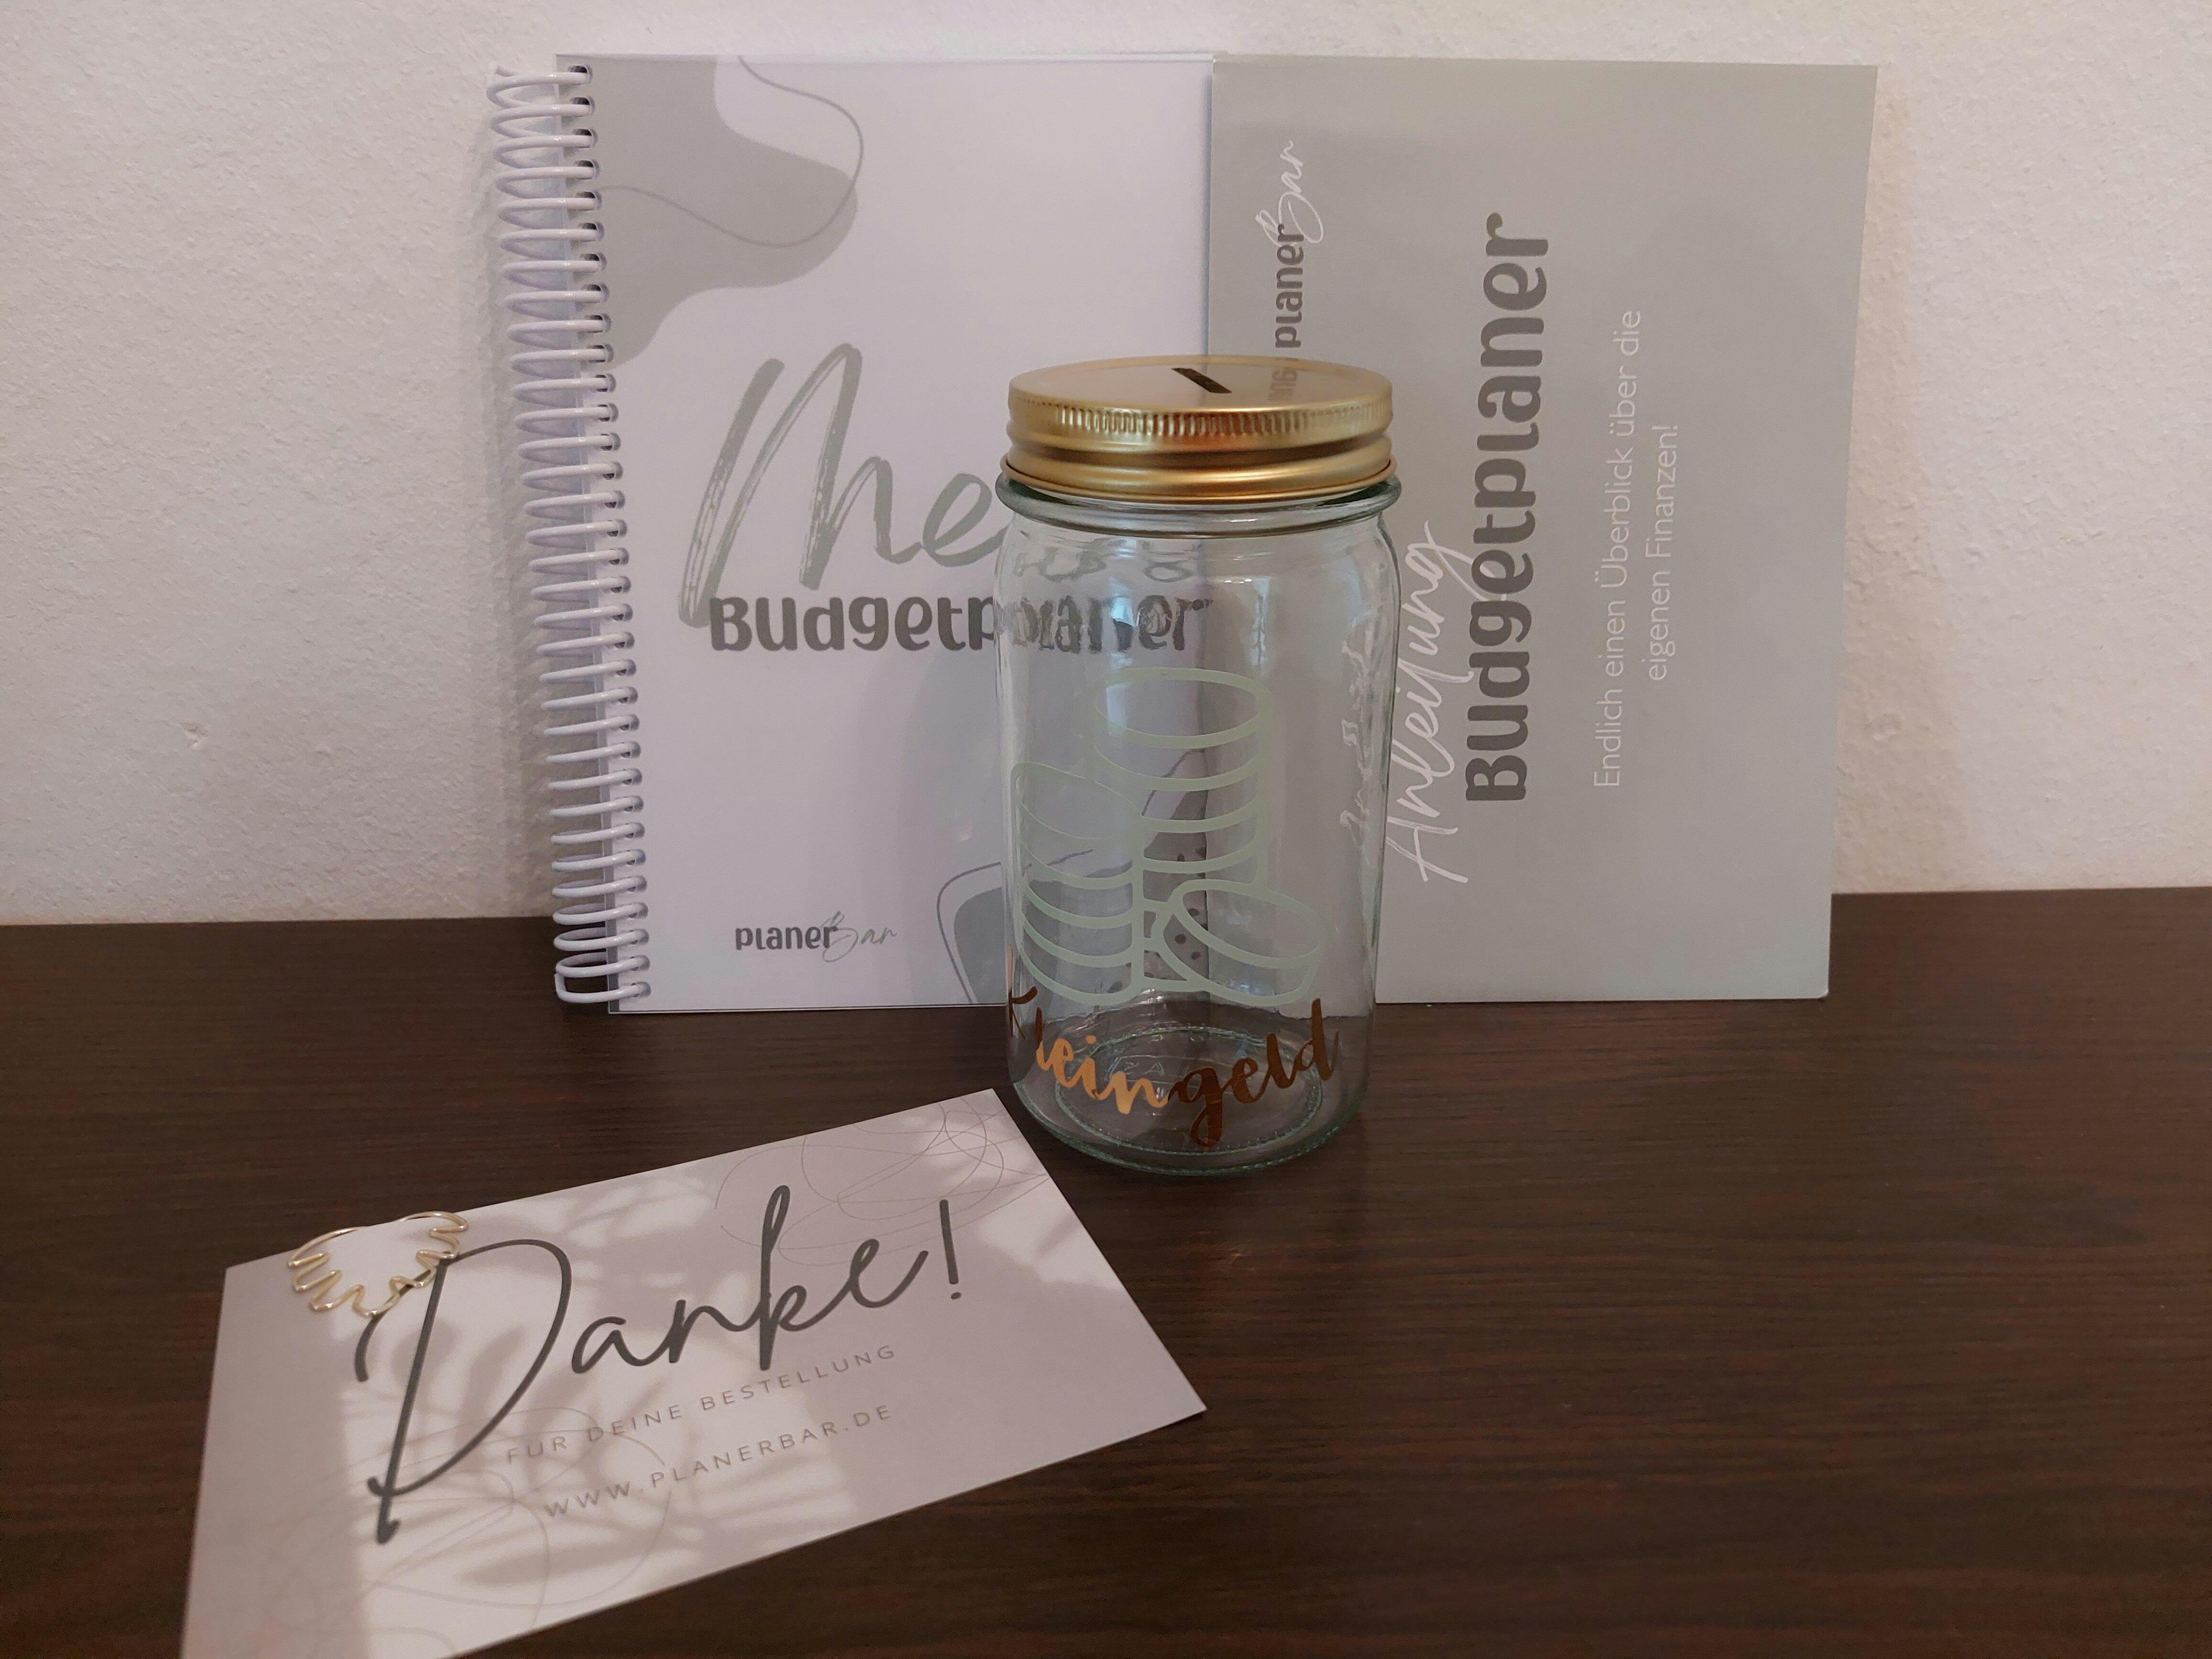 Me
Budgetplaner
planerBar
planerBar
Anleitung
Budgetplaner
Endlich einen Überblick über die
eigenen Finanzen!
Kleingeld
Danke!
FÜR DEINE BESTELLUNG
WWW.PLANERBAR.DE